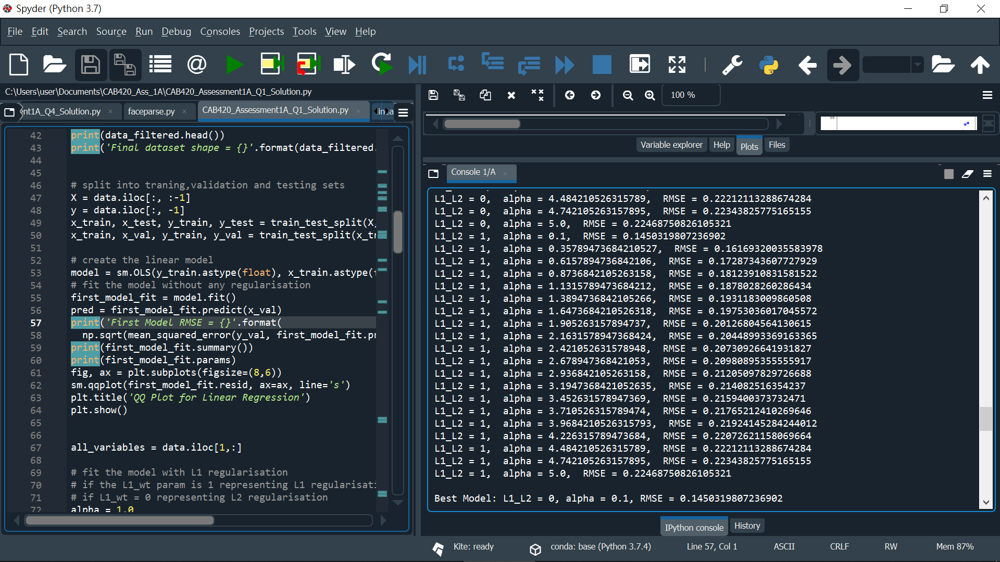 Spyder (Python 3.7)
File Edit Search Source Run Debug Consoles Projects Tools View Help
C:\Users\user\Documents\CAB420_Ass_1A\CAB420_Assessment1A_Q1_Solution.py
ent1A_Q4_Solution.py faceparse.py CAB420_Assessment1A_Q1_Solution.py linea
42 print(data_filtered.head())
43 print('Final dataset shape = {}'.format(data_filtered.
44
45
46 # split into traning,validation and testing sets
47 X = data.iloc[:, :-1]
48 y = data.iloc[:, -1]
49 x_train, x_test, y_train, y_test = train_test_split(X,
50 x_train, x_val, y_train, y_val = train_test_split(x_tr
51
52 # create the linear model
53 model = sm.OLS(y_train.astype(float), x_train.astype(
54 # fit the model without any regularisation
55 first_model_fit = model.fit()
56 pred = first_model_fit.predict(x_val)
57 print('First Model RMSE = {}'.format(
58 np.sqrt(mean_squared_error(y_val, first_model_fit.pr
59 print(first_model_fit.summary())
60 print(first_model_fit.params)
61 fig, ax = plt.subplots(figsize=(8,6))
62 sm.qqplot(first_model_fit.resid, ax=ax, line='s')
63 plt.title('QQ Plot for Linear Regression')
64 plt.show()
65
66
67 all_variables = data.iloc[1,:]
68
69 # fit the model with L1 regularisation
70 # if the L1_wt param is 1 representing L1 regularisati
71 # if L1_wt = 0 representing L2 regularisation
72 alpha = 1.0
100 %
Variable explorer Help Plots Files
Console 1/A
L1_L2 = 0, alpha = 4.484210526315789, RMSE = 0.22212113288674284
L1_L2 = 0, alpha = 4.742105263157895, RMSE = 0.22343825775165155
L1_L2 = 0, alpha = 5.0, RMSE = 0.22468750826105321
L1_L2 = 1, alpha = 0.1, RMSE = 0.1450319807236902
L1_L2 = 1, alpha = 0.35789473684210527, RMSE = 0.16169320035583978
L1_L2 = 1, alpha = 0.6157894736842106, RMSE = 0.17287343607727929
L1_L2 = 1, alpha = 0.8736842105263158, RMSE = 0.18123910831581522
L1_L2 = 1, alpha = 1.1315789473684212, RMSE = 0.1878028260286434
L1_L2 = 1, alpha = 1.3894736842105266, RMSE = 0.1931183009860508
L1_L2 = 1, alpha = 1.6473684210526318, RMSE = 0.19753036017045572
L1_L2 = 1, alpha = 1.905263157894737, RMSE = 0.20126804564130615
L1_L2 = 1, alpha = 2.1631578947368424, RMSE = 0.20448993369163365
L1_L2 = 1, alpha = 2.421052631578948, RMSE = 0.20730926641931827
L1_L2 = 1, alpha = 2.678947368421053, RMSE = 0.20980895355555917
L1_L2 = 1, alpha = 2.936842105263158, RMSE = 0.21205097829726688
L1_L2 = 1, alpha = 3.1947368421052635, RMSE = 0.214082516354237
L1_L2 = 1, alpha = 3.452631578947369, RMSE = 0.2159400373732471
L1_L2 = 1, alpha = 3.710526315789474, RMSE = 0.21765212410269646
L1_L2 = 1, alpha = 3.9684210526315793, RMSE = 0.21924145284244012
L1_L2 = 1, alpha = 4.226315789473684, RMSE = 0.22072621158069664
L1_L2 = 1, alpha = 4.484210526315789, RMSE = 0.22212113288674284
L1_L2 = 1, alpha = 4.742105263157895, RMSE = 0.22343825775165155
L1_L2 = 1, alpha = 5.0, RMSE = 0.22468750826105321
Best Model: L1_L2 = 0, alpha = 0.1, RMSE = 0.1450319807236902
IPython console History
Kite: ready conda: base (Python 3.7.4) Line 57, Col 1 ASCII CRLF RW Mem 87%